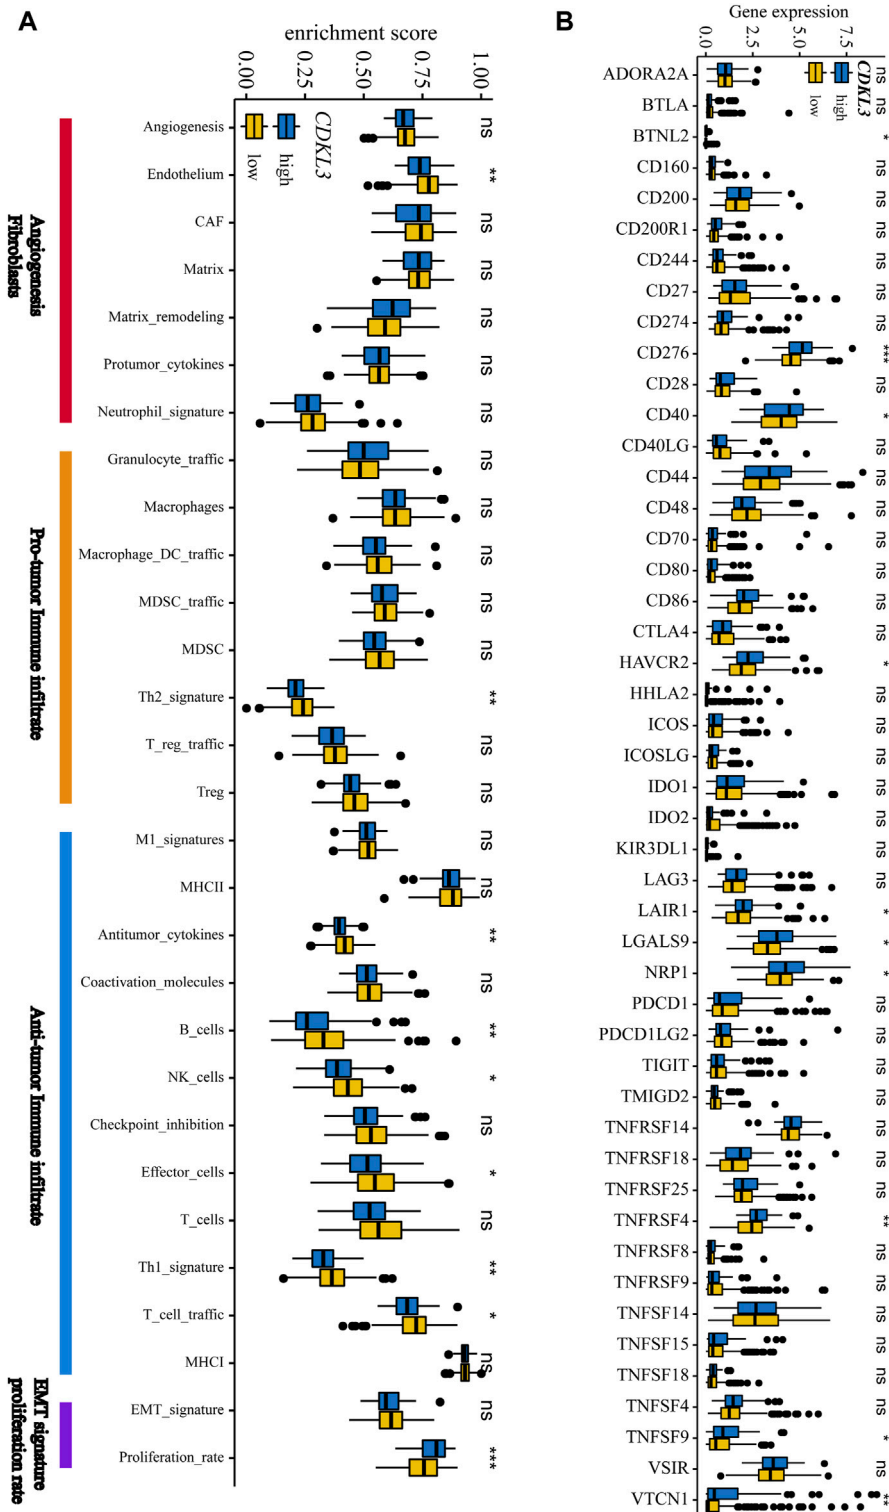 A
enrichment score
0.00
0.25
0.50
0.75
1.00
CDKL3
high
low
Angiogenesis ns
Endothelium **
CAF ns
Matrix ns
Matrix_remodeling ns
Protumor_cytokines ns
Neutrophil_signature ns
Granulocyte_traffic ns
Macrophages ns
Macrophage_DC_traffic ns
MDSC_traffic ns
MDSC ns
Th2_signature **
T_reg_traffic ns
Treg ns
M1_signatures ns
MHCII ns
Antitumor_cytokines **
Coactivation_molecules ns
B_cells **
NK_cells *
Checkpoint_inhibition ns
Effector_cells *
T_cells ns
Th1_signature **
T_cell_traffic *
MHCI ns
EMT_signature ns
Proliferation_rate ***
Angiogenesis
Fibroblasts
Pro-tumor Immune infiltrate
Anti-tumor Immune infiltrate
EMT signature
proliferation rate
B
Gene expression
0.0
2.5
5.0
7.5
CDKL3
high
low
ADORA2A ns
BTLA ns
BTNL2 *
CD160 ns
CD200 ns
CD200R1 ns
CD244 ns
CD27 ns
CD274 ns
CD276 ***
CD28 ns
CD40 *
CD40LG ns
CD44 ns
CD48 ns
CD70 ns
CD80 ns
CD86 ns
CTLA4 ns
HAVCR2 *
HHLA2 ns
ICOS ns
ICOSLG ns
IDO1 ns
IDO2 ns
KIR3DL1 ns
LAG3 ns
LAIR1 *
LGALS9 *
NRP1 *
PDCD1 ns
PDCD1LG2 ns
TIGIT ns
TMIGD2 ns
TNFRSF14 ns
TNFRSF18 ns
TNFRSF25 ns
TNFRSF4 **
TNFRSF8 ns
TNFRSF9 ns
TNFSF14 ns
TNFSF15 ns
TNFSF18 ns
TNFSF4 ns
TNFSF9 *
VSIR ns
VTCN1